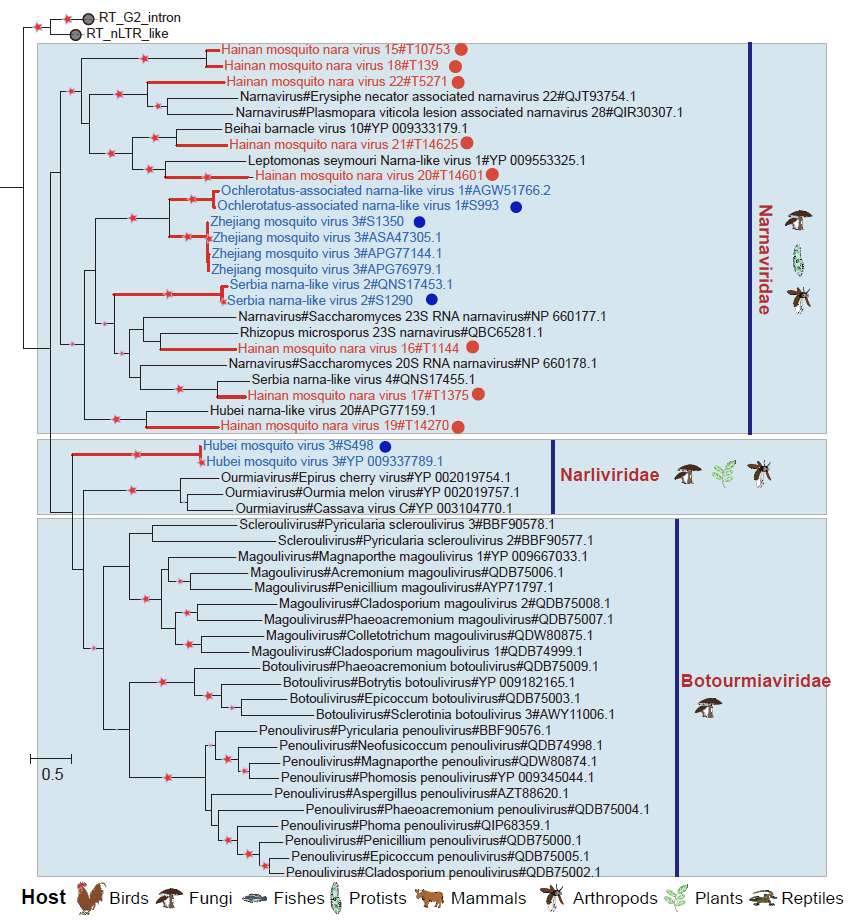 RT_G2_intron
RT_nLTR_like
Hainan mosquito nara virus 15#T10753
Hainan mosquito nara virus 18#T139
Hainan mosquito nara virus 22#T5271
Narnavirus#Erysiphe necator associated narnavirus 22#QJT93754.1
Narnavirus#Plasmopara viticola lesion associated narnavirus 28#QIR30307.1
Beihai barnacle virus 10#YP 009333179.1
Hainan mosquito nara virus 21#T14625
Leptomonas seymouri Narna-like virus 1#YP 009553325.1
Hainan mosquito nara virus 20#T14601
Ochlerotatus-associated narna-like virus 1#AGW51766.2
Ochlerotatus-associated narna-like virus 1#S993
Zhejiang mosquito virus 3#S1350
Zhejiang mosquito virus 3#ASA47305.1
Zhejiang mosquito virus 3#APG77144.1
Zhejiang mosquito virus 3#APG76979.1
Serbia narna-like virus 2#QNS17453.1
Serbia narna-like virus 2#S1290
Narnavirus#Saccharomyces 23S RNA narnavirus#NP 660177.1
Rhizopus microsporus 23S narnavirus#QBC65281.1
Hainan mosquito nara virus 16#T1144
Narnavirus#Saccharomyces 20S RNA narnavirus#NP 660178.1
Serbia narna-like virus 4#QNS17455.1
Hainan mosquito nara virus 17#T1375
Hubei narna-like virus 20#APG77159.1
Hainan mosquito nara virus 19#T14270
Narnaviridae
Hubei mosquito virus 3#S498
Hubei mosquito virus 3#YP 009337789.1
Ourmiavirus#Epirus cherry virus#YP 002019754.1
Ourmiavirus#Ourmia melon virus#YP 002019757.1
Ourmiavirus#Cassava virus C#YP 003104770.1
Narliviridae
Scleroulivirus#Pyricularia scleroulivirus 3#BBF90578.1
Scleroulivirus#Pyricularia scleroulivirus 2#BBF90577.1
Magoulivirus#Magnaporthe magoulivirus 1#YP 009667033.1
Magoulivirus#Acremonium magoulivirus#QDB75006.1
Magoulivirus#Penicillium magoulivirus#AYP71797.1
Magoulivirus#Cladosporium magoulivirus 2#QDB75008.1
Magoulivirus#Phaeoacremonium magoulivirus#QDB75007.1
Magoulivirus#Colletotrichum magoulivirus#QDW80875.1
Magoulivirus#Cladosporium magoulivirus 1#QDB74999.1
Botoulivirus#Phaeoacremonium botoulivirus#QDB75009.1
Botoulivirus#Botrytis botoulivirus#YP 009182165.1
Botoulivirus#Epicoccum botoulivirus#QDB75003.1
Botoulivirus#Sclerotinia botoulivirus 3#AWY11006.1
Penoulivirus#Pyricularia penoulivirus#BBF90576.1
Penoulivirus#Neofusicoccum penoulivirus#QDB74998.1
Penoulivirus#Magnaporthe penoulivirus#QDW80874.1
Penoulivirus#Phomosis penoulivirus#YP 009345044.1
Penoulivirus#Aspergillus penoulivirus#AZT88620.1
Penoulivirus#Phaeoacremonium penoulivirus#QDB75004.1
Penoulivirus#Phoma penoulivirus#QIP68359.1
Penoulivirus#Penicillium penoulivirus#QDB75000.1
Penoulivirus#Epicoccum penoulivirus#QDB75005.1
Penoulivirus#Cladosporium penoulivirus#QDB75002.1
Botourmiaviridae
0.5
Host Birds Fungi Fishes Protists Mammals Arthropods Plants Reptiles